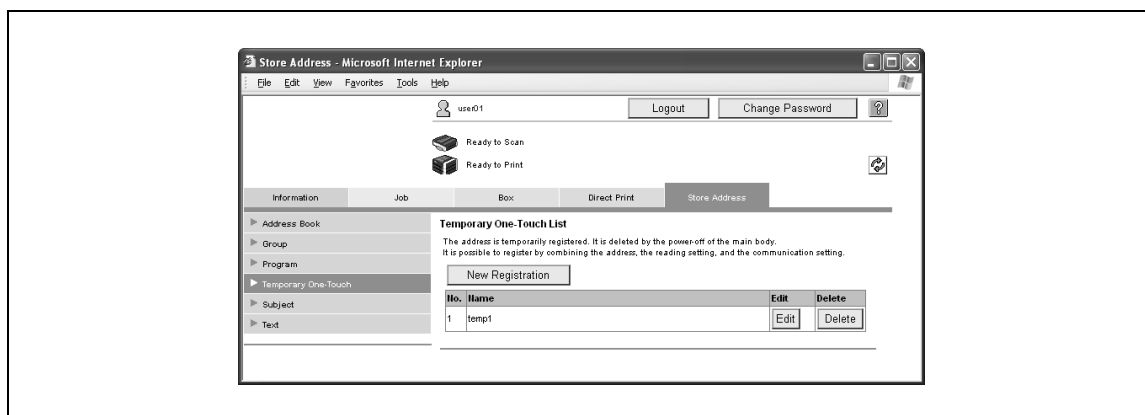 Store Address - Microsoft Internet Explorer
File Edit View Favorites Tools Help
user01 Logout Change Password ?
Ready to Scan
Ready to Print
Information Job Box Direct Print Store Address
Address Book
Group
Program
Temporary One-Touch
Subject
Text
Temporary One-Touch List
The address is temporarily registered. It is deleted by the power-off of the main body.
It is possible to register by combining the address, the reading setting, and the communication setting.
New Registration
No. Name Edit Delete
1 temp1 Edit Delete